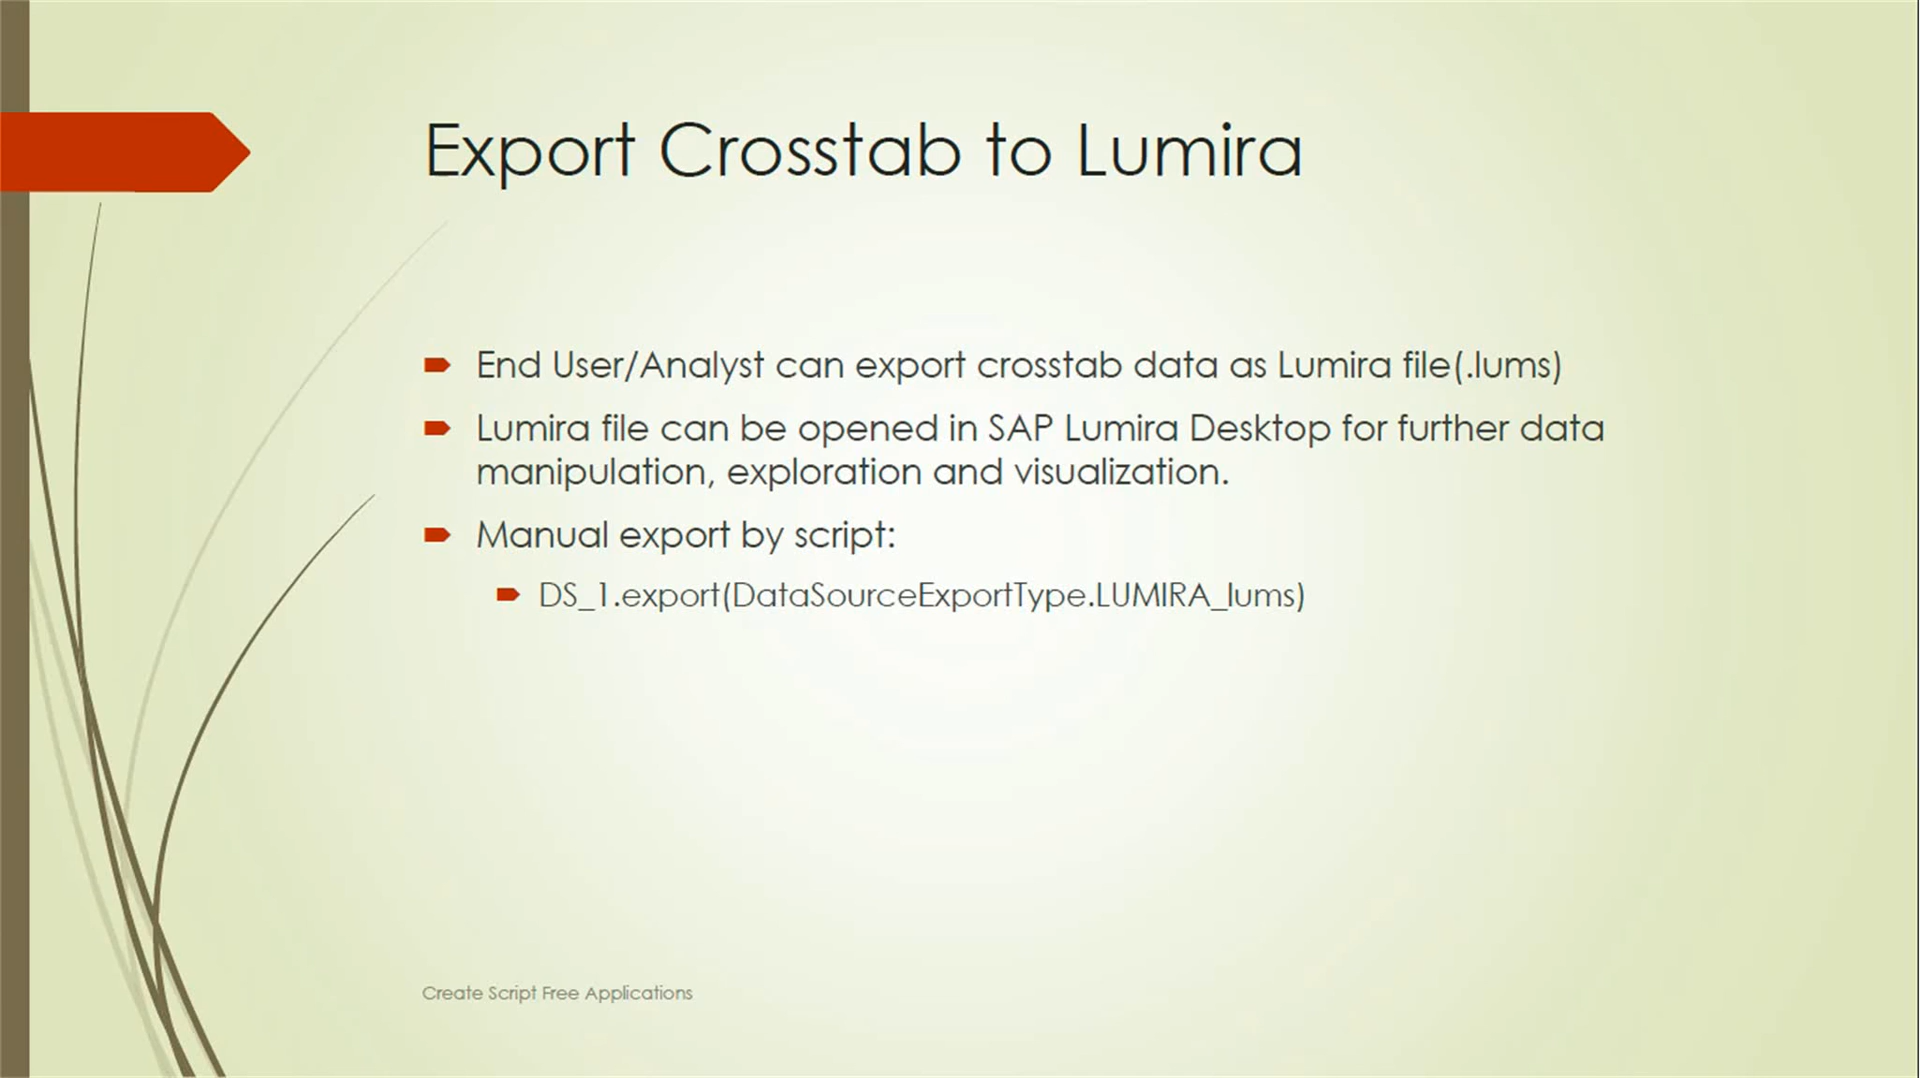 Export Crosstab to Lumira
End User/Analyst can export crosstab data as Lumira file(.lums)
Lumira file can be opened in SAP Lumira Desktop for further data
manipulation, exploration and visualization.
Manual export by script:
DS_1.export(DataSourceExportType.LUMIRA_lums)
Create Script Free Applications